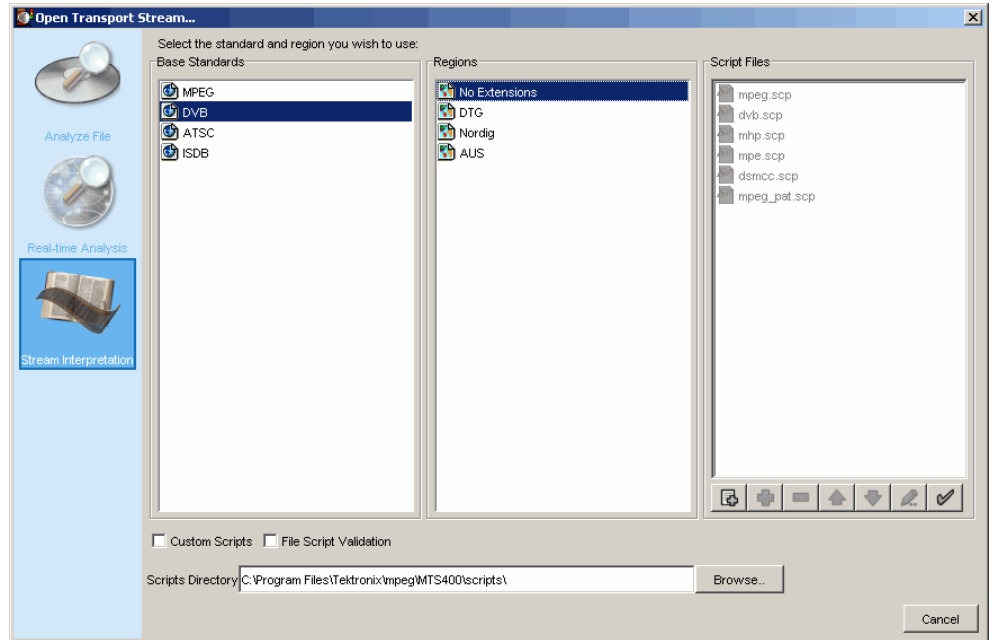 Open Transport Stream...
Analyze File
Real-time Analysis
Stream Interpretation
Select the standard and region you wish to use:
Base Standards
MPEG
DVB
ATSC
ISDB
Regions
No Extensions
DTG
Nordig
AUS
Script Files
mpeg.scp
dvb.scp
mhp.scp
mpe.scp
dsmcc.scp
mpeg_pat.scp
Custom Scripts
File Script Validation
Scripts Directory C:\Program Files\Tektronix\mpeg\MTS400\scripts\
Browse..
Cancel